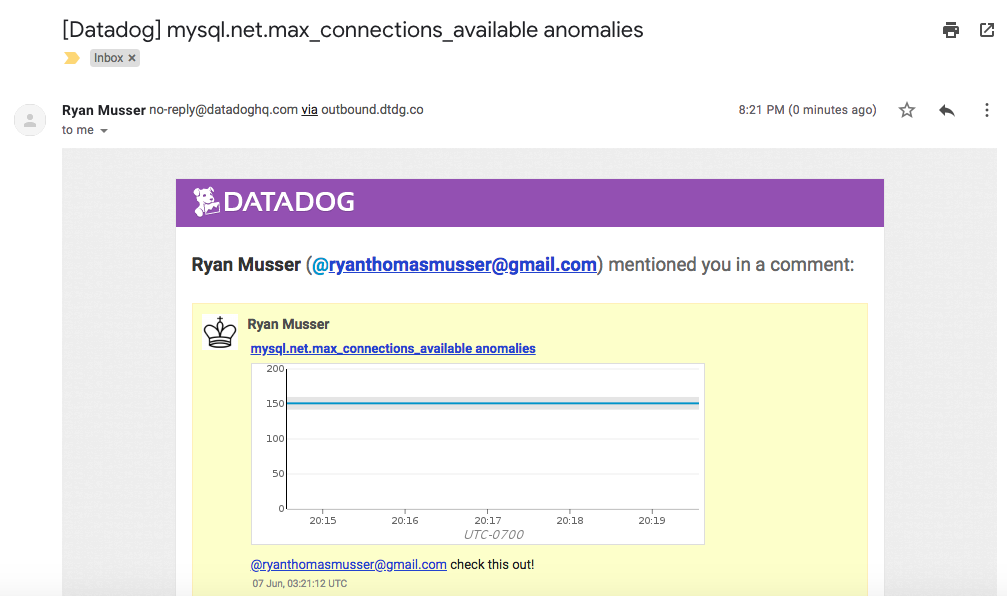 [Datadog] mysql.net.max_connections_available anomalies
Inbox ×
Ryan Musser no-reply@datadoghq.com via outbound.dtdg.co 8:21 PM (0 minutes ago)
to me
DATADOG
Ryan Musser (@ryanthomasmusser@gmail.com) mentioned you in a comment:
Ryan Musser
mysql.net.max_connections_available anomalies
200
150
100
50
0
20:15 20:16 20:17 20:18 20:19
UTC-0700
@ryanthomasmusser@gmail.com check this out!
07 Jun, 03:21:12 UTC